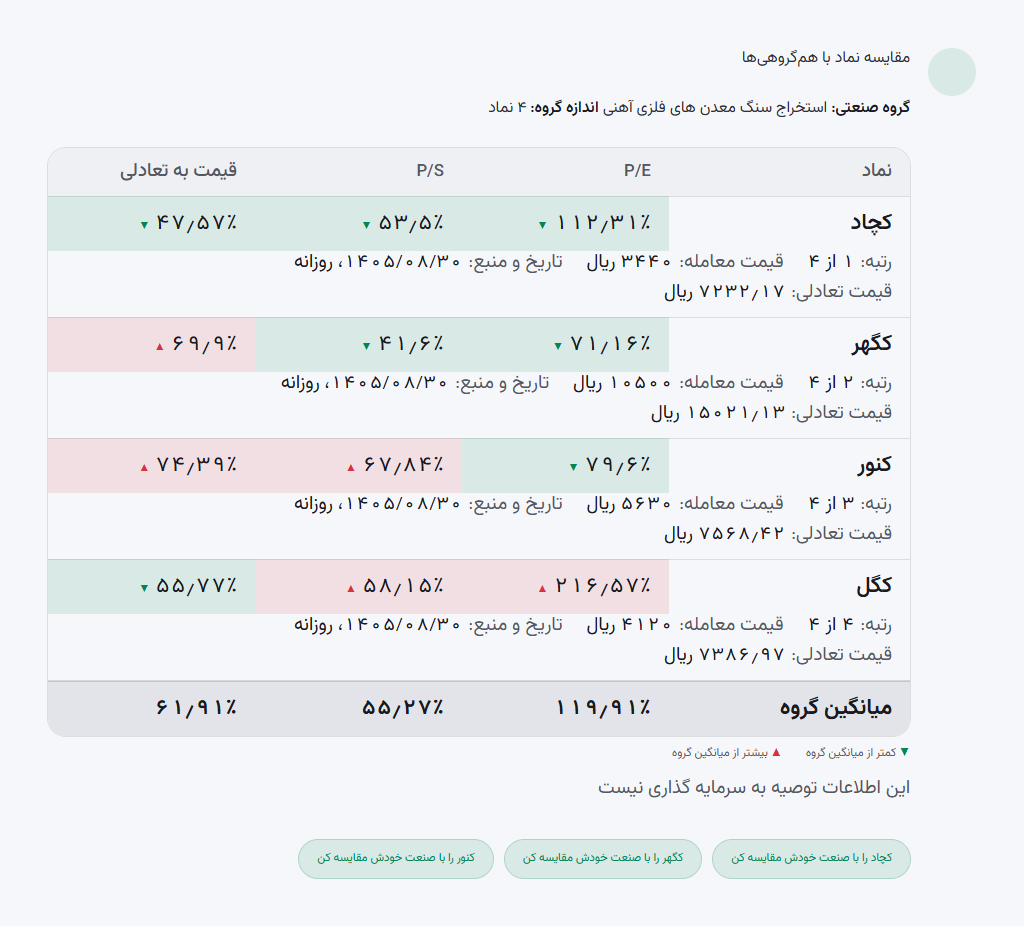 مقایسه نماد با هم‌گروهی‌ها
گروه صنعتی: استخراج سنگ معدن های فلزی آهنی اندازه گروه: ۴ نماد
نماد P/E P/S قیمت به تعادلی
کچاد ۱۱۲٫۳۱٪ ▼ ۵۳٫۵٪ ▼ ۴۷٫۵۷٪ ▼
رتبه: ۱ از ۴ قیمت معامله: ۳۴۴۰ ریال تاریخ و منبع: ۱۴۰۵/۰۸/۳۰، روزانه
قیمت تعادلی: ۷۲۳۲٫۱۷ ریال
کگهر ۷۱٫۱۶٪ ▼ ۴۱٫۶٪ ▼ ۶۹٫۹٪ ▲
رتبه: ۲ از ۴ قیمت معامله: ۱۰۵۰۰ ریال تاریخ و منبع: ۱۴۰۵/۰۸/۳۰، روزانه
قیمت تعادلی: ۱۵۰۲۱٫۱۳ ریال
کنور ۷۹٫۶٪ ▼ ۶۷٫۸۴٪ ▲ ۷۴٫۳۹٪ ▲
رتبه: ۳ از ۴ قیمت معامله: ۵۶۳۰ ریال تاریخ و منبع: ۱۴۰۵/۰۸/۳۰، روزانه
قیمت تعادلی: ۷۵۶۸٫۴۲ ریال
کگل ۲۱۶٫۵۷٪ ▲ ۵۸٫۱۵٪ ▲ ۵۵٫۷۷٪ ▼
رتبه: ۴ از ۴ قیمت معامله: ۴۱۲۰ ریال تاریخ و منبع: ۱۴۰۵/۰۸/۳۰، روزانه
قیمت تعادلی: ۷۳۸۶٫۹۷ ریال
میانگین گروه ۱۱۹٫۹۱٪ ۵۵٫۲۷٪ ۶۱٫۹۱٪
▼ کمتر از میانگین گروه ▲ بیشتر از میانگین گروه
این اطلاعات توصیه به سرمایه گذاری نیست
کچاد را با صنعت خودش مقایسه کن کگهر را با صنعت خودش مقایسه کن کنور را با صنعت خودش مقایسه کن